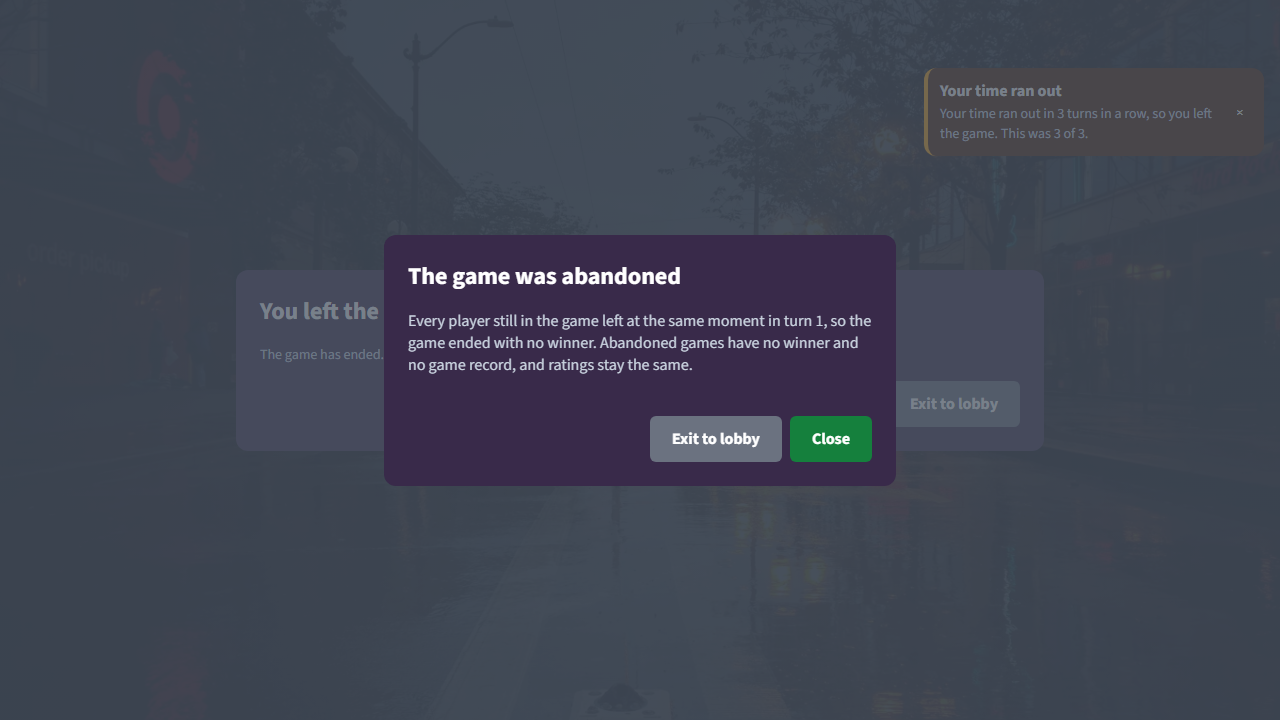 Your time ran out
Your time ran out in 3 turns in a row, so you left
the game. This was 3 of 3.
×
The game was abandoned
Every player still in the game left at the same moment in turn 1, so the
game ended with no winner. Abandoned games have no winner and
no game record, and ratings stay the same.
Exit to lobby
Close
You left the
The game has ended.
Exit to lobby